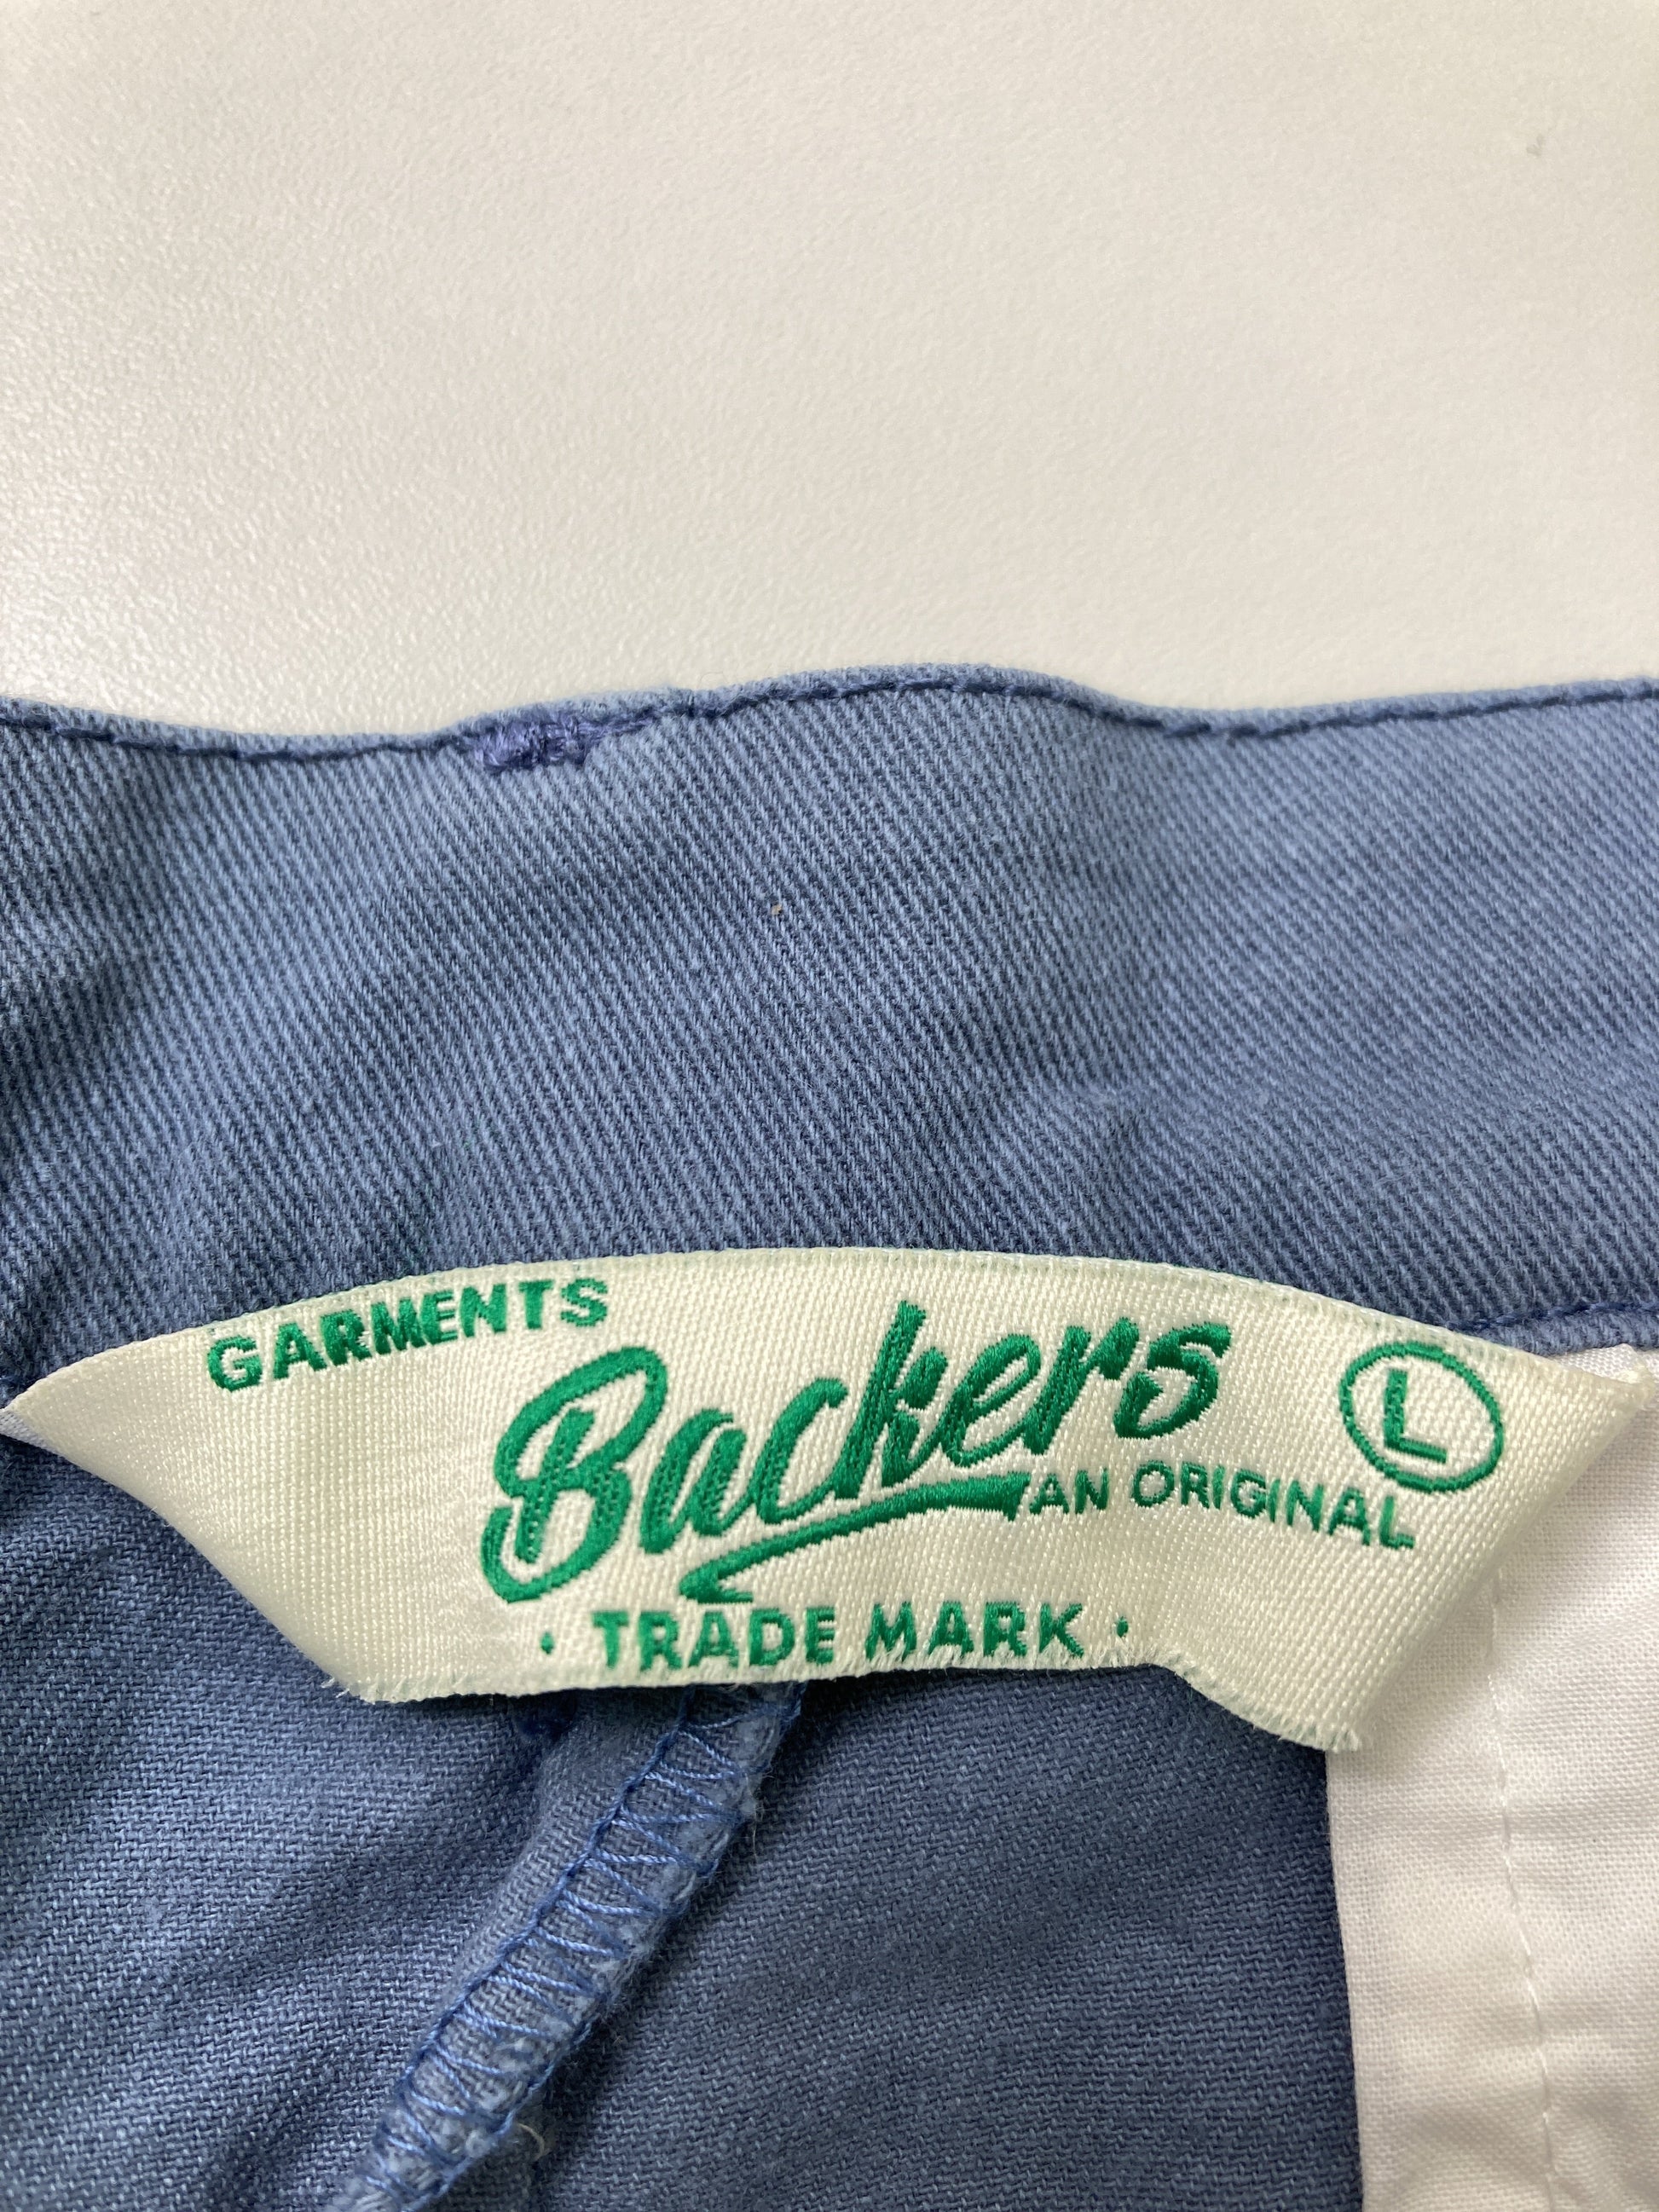 GARMENTS
Backers
L
AN ORIGINAL
· TRADE MARK ·